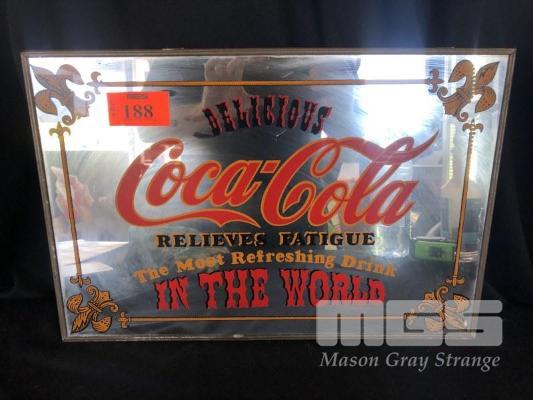 188
DELICIOUS
Coca-Cola
RELIEVES FATIGUE
The Most Refreshing Drink
IN THE WORLD
MGS
Mason Gray Strange